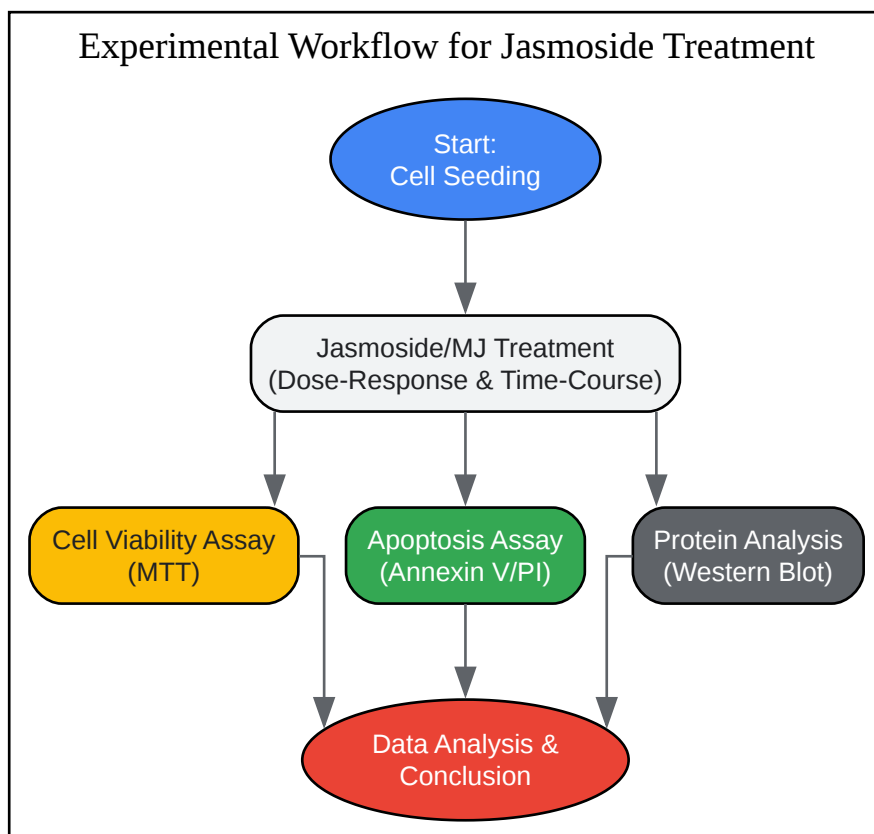 Experimental Workflow for Jasmoside Treatment
Start:
Cell Seeding
Jasmoside/MJ Treatment
(Dose-Response & Time-Course)
Cell Viability Assay
(MTT)
Apoptosis Assay
(Annexin V/PI)
Protein Analysis
(Western Blot)
Data Analysis &
Conclusion